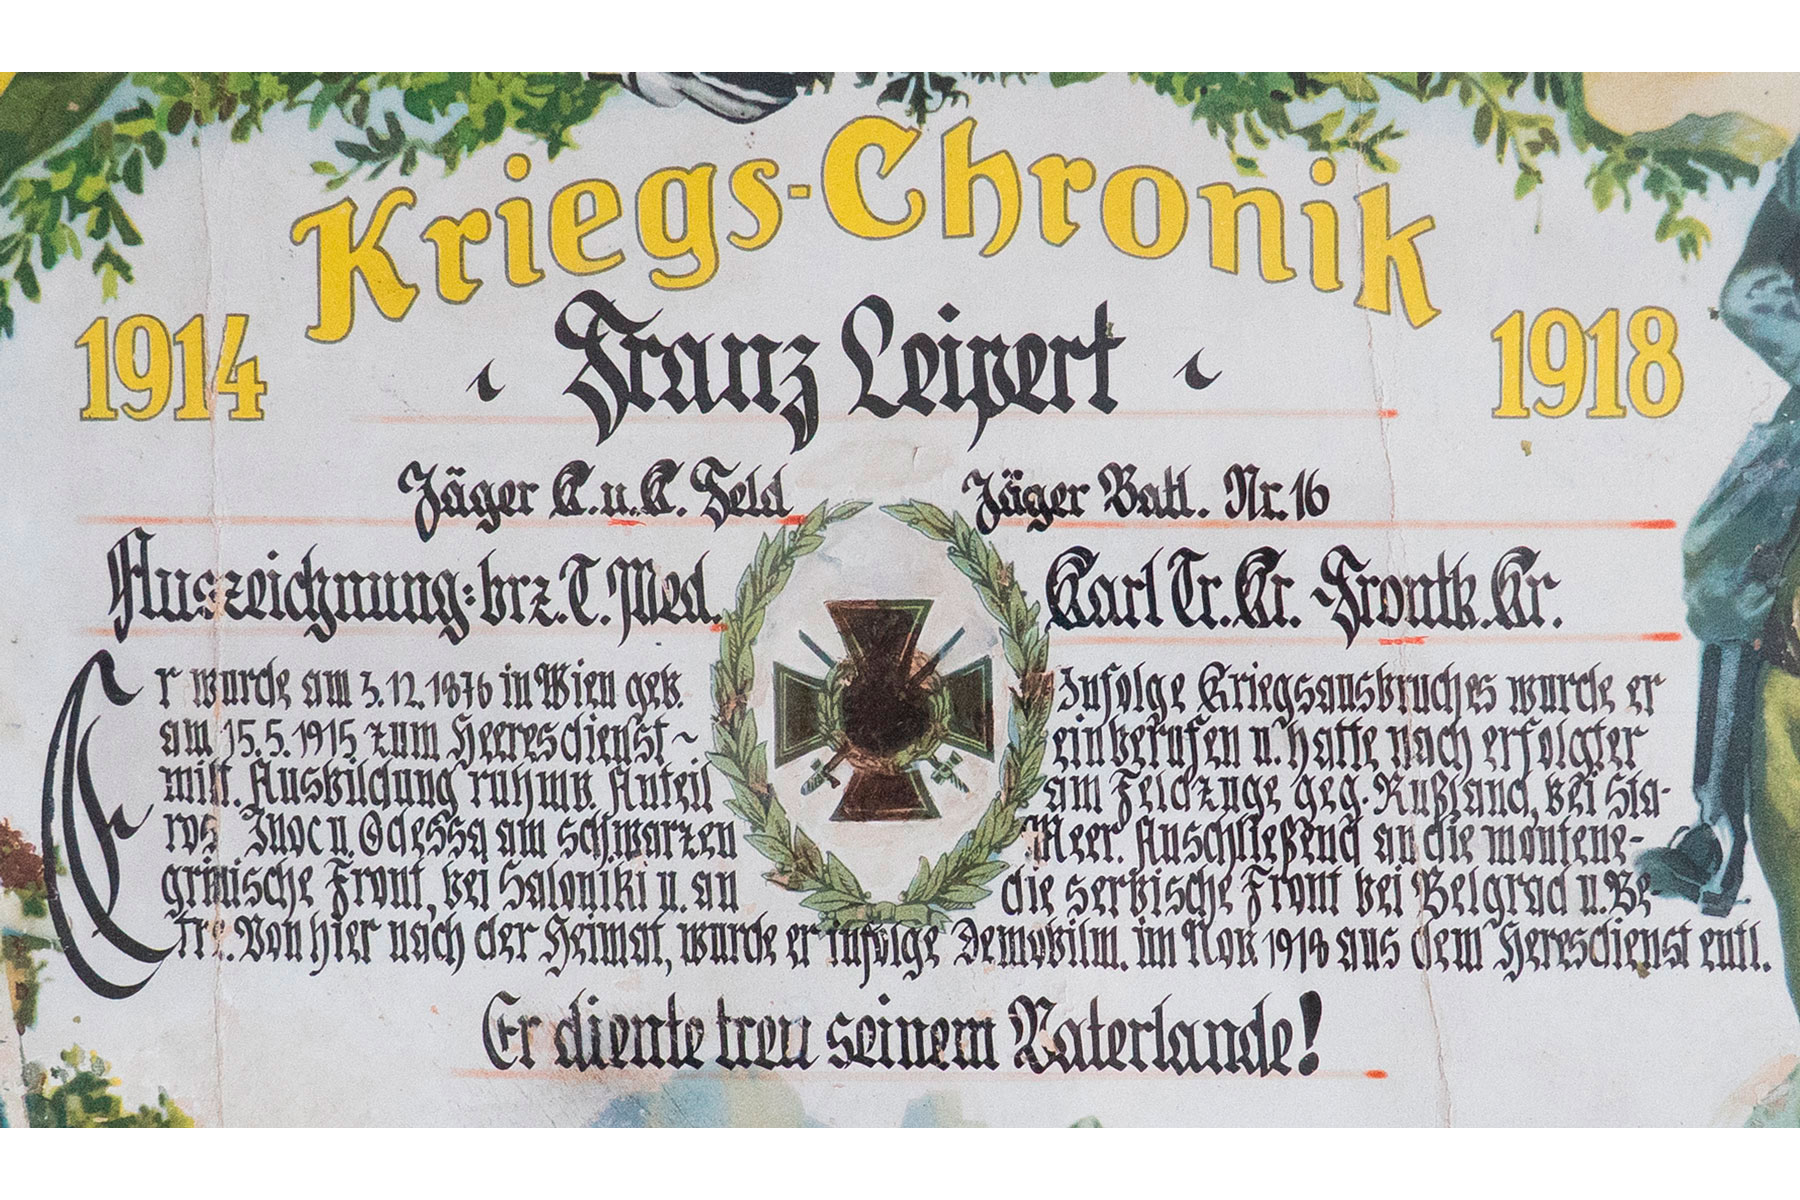 Kriegs-Chronik
1914 1918
Franz Leipert
Jäger K.u.K. Feld Jäger Batl. Nr. 16
Auszeichnung: brz. T. Med. Karl Tr. Kr. - Frontk. Kr.
Er wurde am 3.12.1876 in Wien geb. Infolge Kriegsausbruches wurde er
am 15.5.1915 zum Heeresdienst ~ einberufen u. hatte nach erfolgter
milt. Ausbildung ruhmv. Anteil am Feldzuge geg. Rußland, bei Sta-
ros Inoc u. Odessa am schwarzen Meer. Anschließend an die montene-
grinische Front, bei Saloniki u. an die serbische Front bei Belgrad u. Be-
Von hier nach der Heimat, wurde er infolge Demobilm. im Nov 1918 aus dem Heresdienst entl.
Er diente treu seinem Vaterlande!